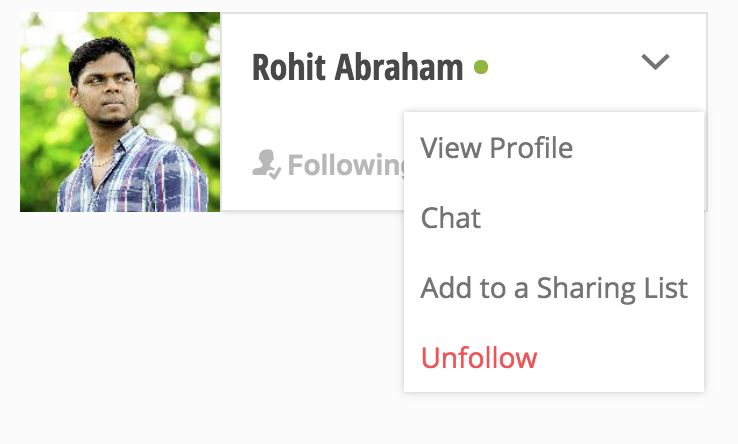 Rohit Abraham
Following
View Profile
Chat
Add to a Sharing List
Unfollow